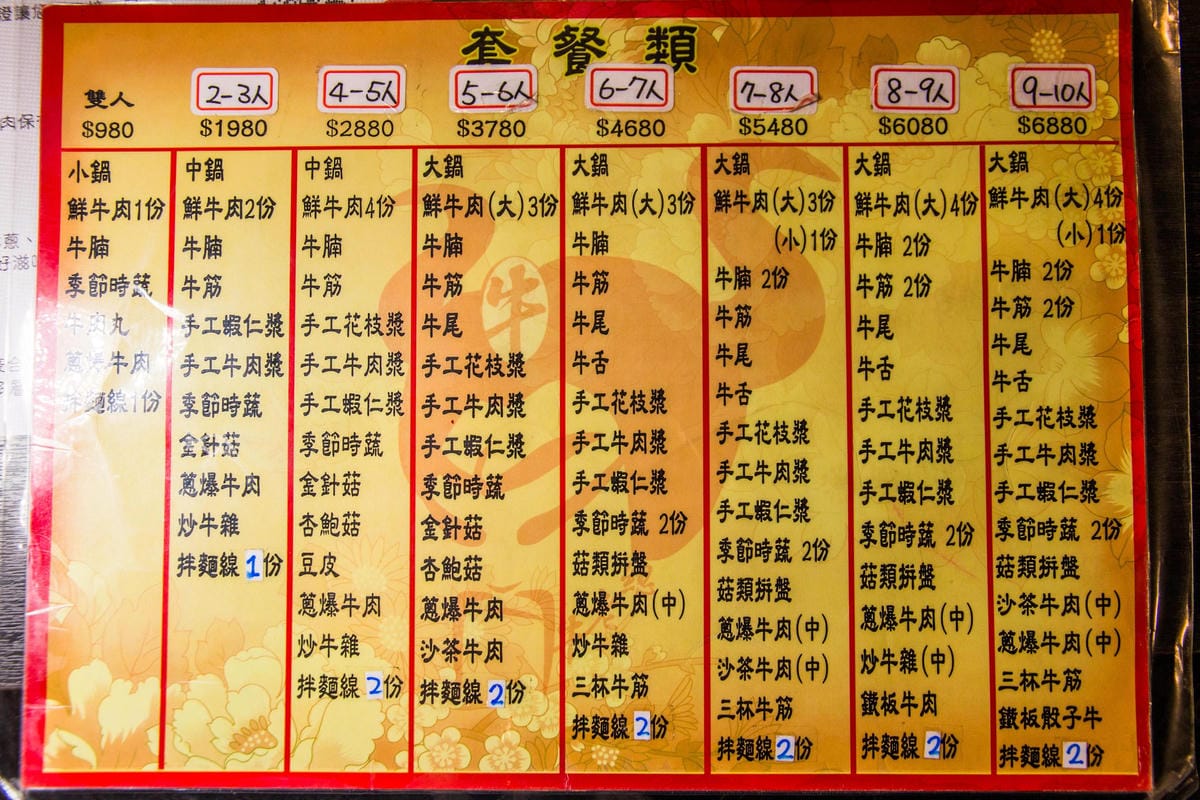 套餐類
雙人
$980
小鍋
鮮牛肉1份
牛腩
季節時蔬
牛肉丸
蔥爆牛肉
拌麵線1份
2-3人
$1980
中鍋
鮮牛肉2份
牛腩
牛筋
手工蝦仁漿
手工牛肉漿
季節時蔬
金針菇
蔥爆牛肉
炒牛雜
拌麵線1份
4-5人
$2880
中鍋
鮮牛肉4份
牛腩
牛筋
手工花枝漿
手工牛肉漿
手工蝦仁漿
季節時蔬
金針菇
杏鮑菇
豆皮
蔥爆牛肉
炒牛雜
拌麵線2份
5-6人
$3780
大鍋
鮮牛肉(大)3份
牛腩
牛筋
牛尾
手工花枝漿
手工牛肉漿
手工蝦仁漿
季節時蔬
金針菇
杏鮑菇
蔥爆牛肉
沙茶牛肉
拌麵線2份
6-7人
$4680
大鍋
鮮牛肉(大)3份
牛腩
牛筋
牛尾
牛舌
手工花枝漿
手工牛肉漿
手工蝦仁漿
季節時蔬 2份
菇類拼盤
蔥爆牛肉(中)
炒牛雜
三杯牛筋
拌麵線2份
7-8人
$5480
大鍋
鮮牛肉(大)3份
(小)1份
牛腩 2份
牛筋
牛尾
牛舌
手工花枝漿
手工牛肉漿
手工蝦仁漿
季節時蔬 2份
菇類拼盤
蔥爆牛肉(中)
沙茶牛肉(中)
三杯牛筋
拌麵線2份
8-9人
$6080
大鍋
鮮牛肉(大)4份
牛腩 2份
牛筋 2份
牛尾
牛舌
手工花枝漿
手工牛肉漿
手工蝦仁漿
季節時蔬 2份
菇類拼盤
蔥爆牛肉(中)
炒牛雜(中)
鐵板牛肉
拌麵線2份
9-10人
$6880
大鍋
鮮牛肉(大)4份
(小)1份
牛腩 2份
牛筋 2份
牛尾
牛舌
手工花枝漿
手工牛肉漿
手工蝦仁漿
季節時蔬 2份
菇類拼盤
沙茶牛肉(中)
蔥爆牛肉(中)
三杯牛筋
鐵板骰子牛
拌麵線2份
牛